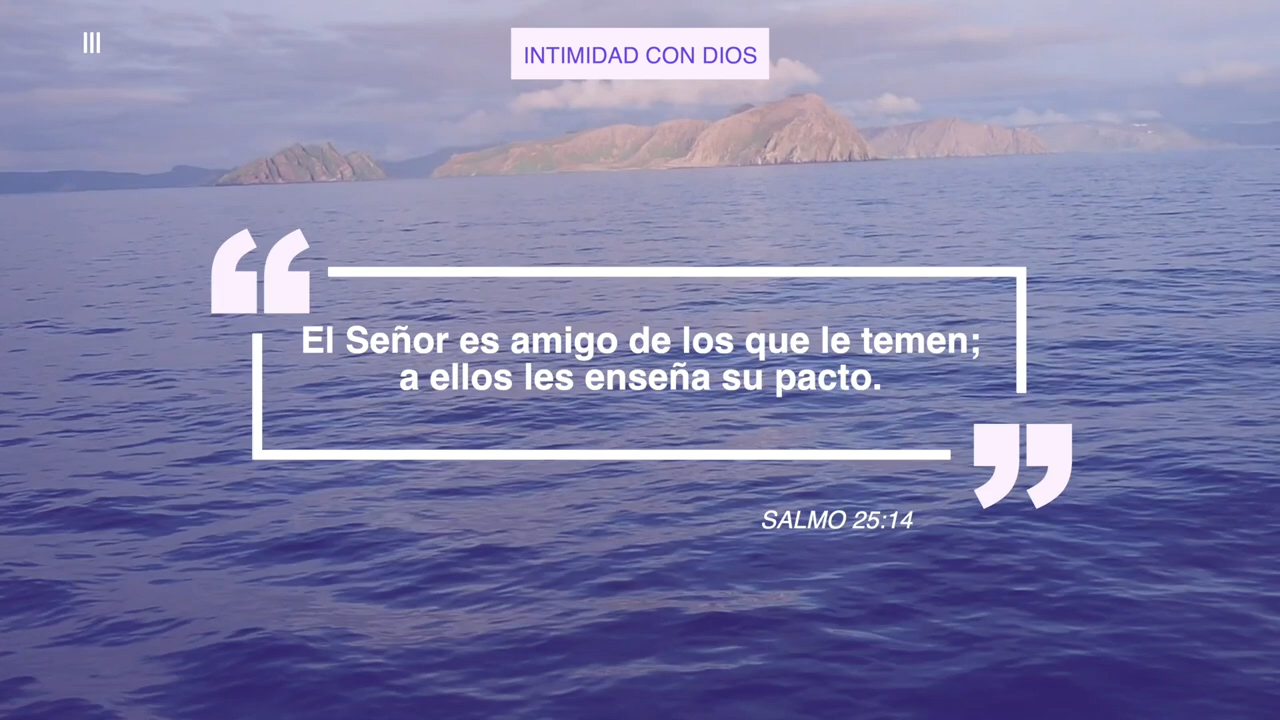 INTIMIDAD CON DIOS
“
El Señor es amigo de los que le temen;
a ellos les enseña su pacto.
”
SALMO 25:14